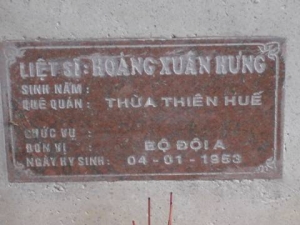 LIỆT SĨ: HOÀNG XUÂN HƯNG
SINH NĂM :
QUÊ QUÁN : THỪA THIÊN HUẾ
CHỨC VỤ :
ĐƠN VỊ : BỘ ĐỘI A
NGÀY HY SINH : 04-01-1953